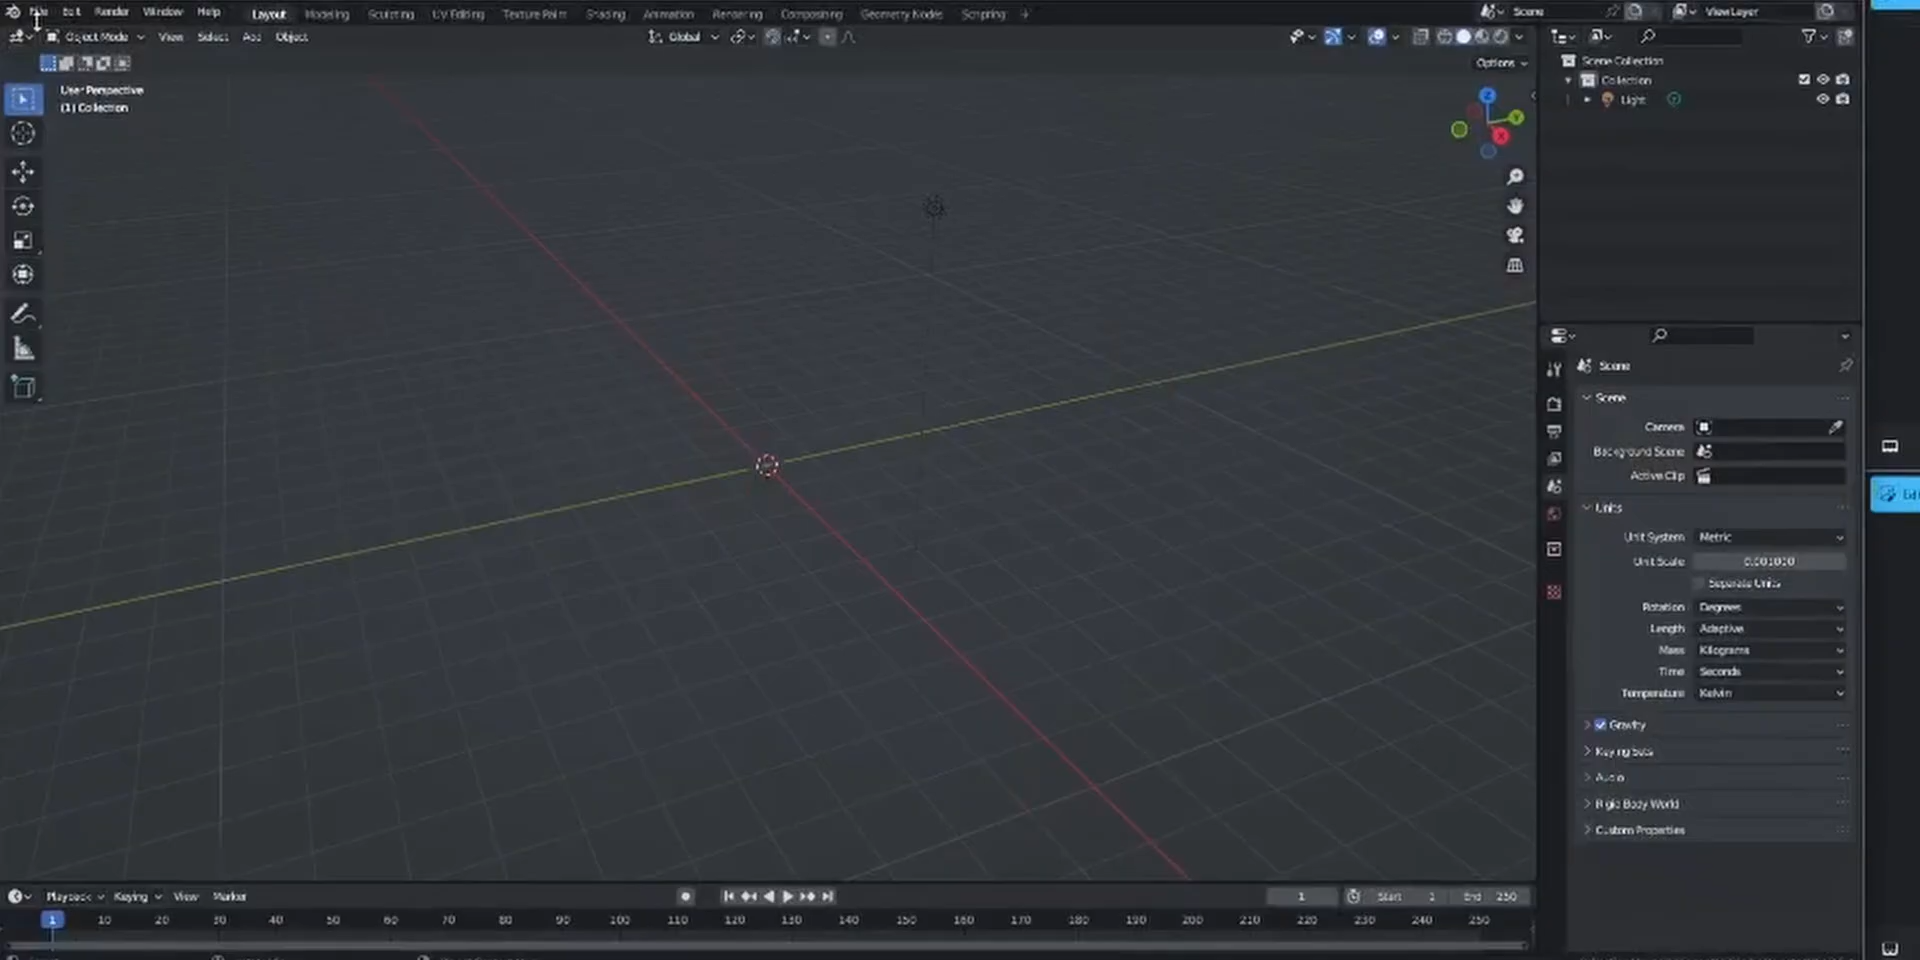 File Edit Render Window Help Layout Modeling Sculpting UV Editing Texture Paint Shading Animation Rendering Compositing Geometry Nodes Scripting + Scene ViewLayer
Object Mode View Select Add Object Global
Options
User Perspective
(1) Collection
Z
Y
X
Scene Collection
Collection
Light
Scene
Scene
Camera
Background Scene
Active Clip
Units
Unit System Metric
Unit Scale 0.001000
Separate Units
Rotation Degrees
Length Adaptive
Mass Kilograms
Time Seconds
Temperature Kelvin
Gravity
Keying Sets
Audio
Rigid Body World
Custom Properties
Playback Keying View Marker 1 Start 1 End 250
1 10 20 30 40 50 60 70 80 90 100 110 120 130 140 150 160 170 180 190 200 210 220 230 240 250